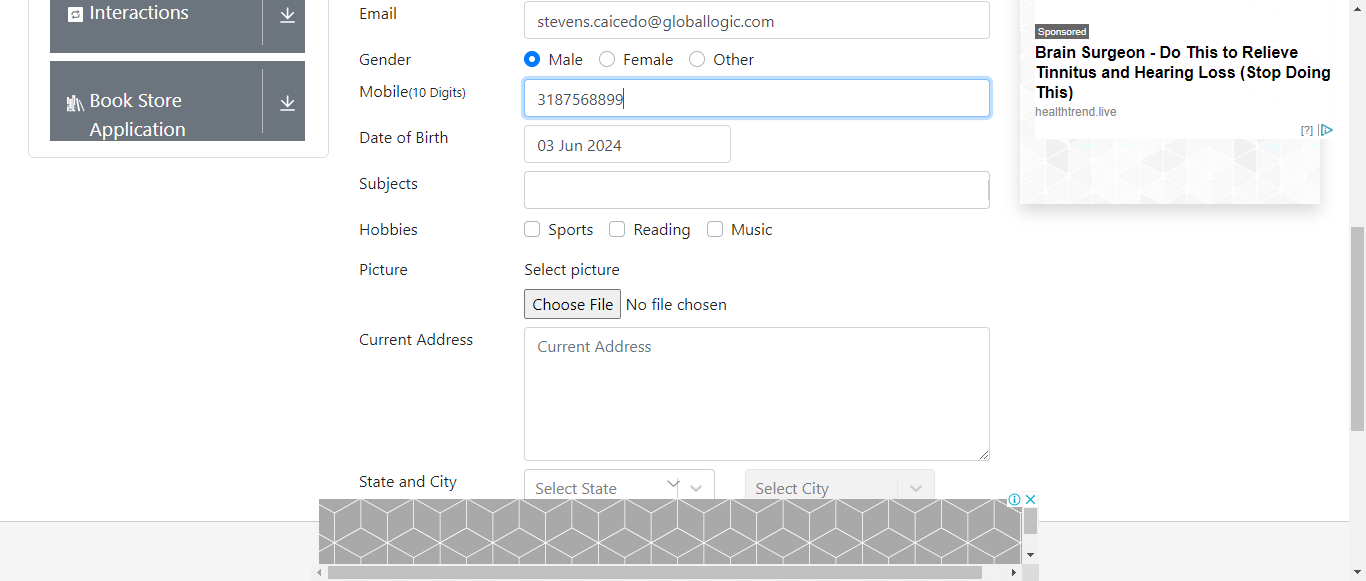 Interactions
Book Store
Application
Email
stevens.caicedo@globallogic.com
Gender
Male Female Other
Mobile(10 Digits)
3187568899
Date of Birth
03 Jun 2024
Subjects
Hobbies
Sports Reading Music
Picture
Select picture
Choose File No file chosen
Current Address
Current Address
State and City
Select State
Select City
Sponsored
Brain Surgeon - Do This to Relieve
Tinnitus and Hearing Loss (Stop Doing
This)
healthtrend.live
[?]